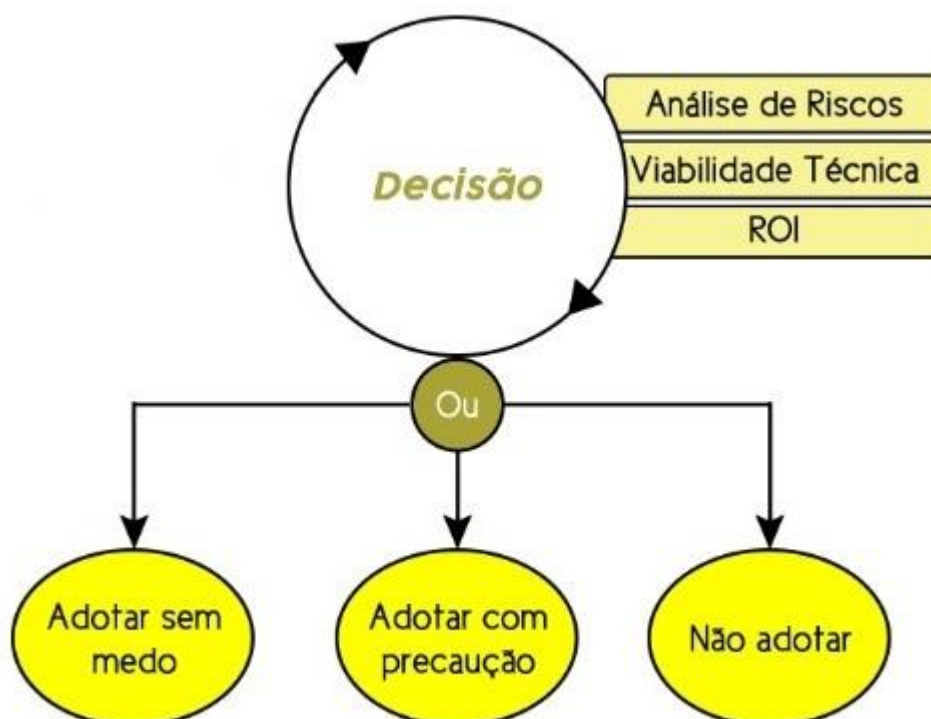 Decisão
Análise de Riscos
Viabilidade Técnica
ROI
Ou
Adotar sem
medo
Adotar com
precaução
Não adotar